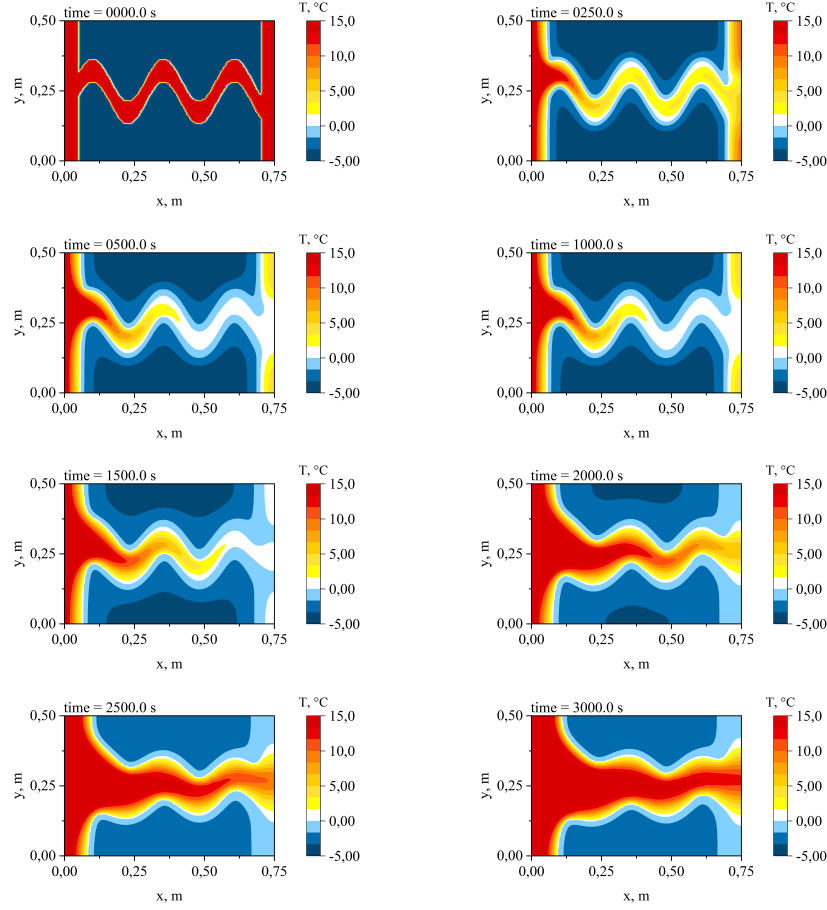 time = 0000.0 s
T, °C
y, m
0,50
0,25
0,00
0,00 0,25 0,50 0,75
x, m
15,0
10,0
5,00
0,00
-5,00
time = 0250.0 s
T, °C
y, m
0,50
0,25
0,00
0,00 0,25 0,50 0,75
x, m
15,0
10,0
5,00
0,00
-5,00
time = 0500.0 s
T, °C
y, m
0,50
0,25
0,00
0,00 0,25 0,50 0,75
x, m
15,0
10,0
5,00
0,00
-5,00
time = 1000.0 s
T, °C
y, m
0,50
0,25
0,00
0,00 0,25 0,50 0,75
x, m
15,0
10,0
5,00
0,00
-5,00
time = 1500.0 s
T, °C
y, m
0,50
0,25
0,00
0,00 0,25 0,50 0,75
x, m
15,0
10,0
5,00
0,00
-5,00
time = 2000.0 s
T, °C
y, m
0,50
0,25
0,00
0,00 0,25 0,50 0,75
x, m
15,0
10,0
5,00
0,00
-5,00
time = 2500.0 s
T, °C
y, m
0,50
0,25
0,00
0,00 0,25 0,50 0,75
x, m
15,0
10,0
5,00
0,00
-5,00
time = 3000.0 s
T, °C
y, m
0,50
0,25
0,00
0,00 0,25 0,50 0,75
x, m
15,0
10,0
5,00
0,00
-5,00